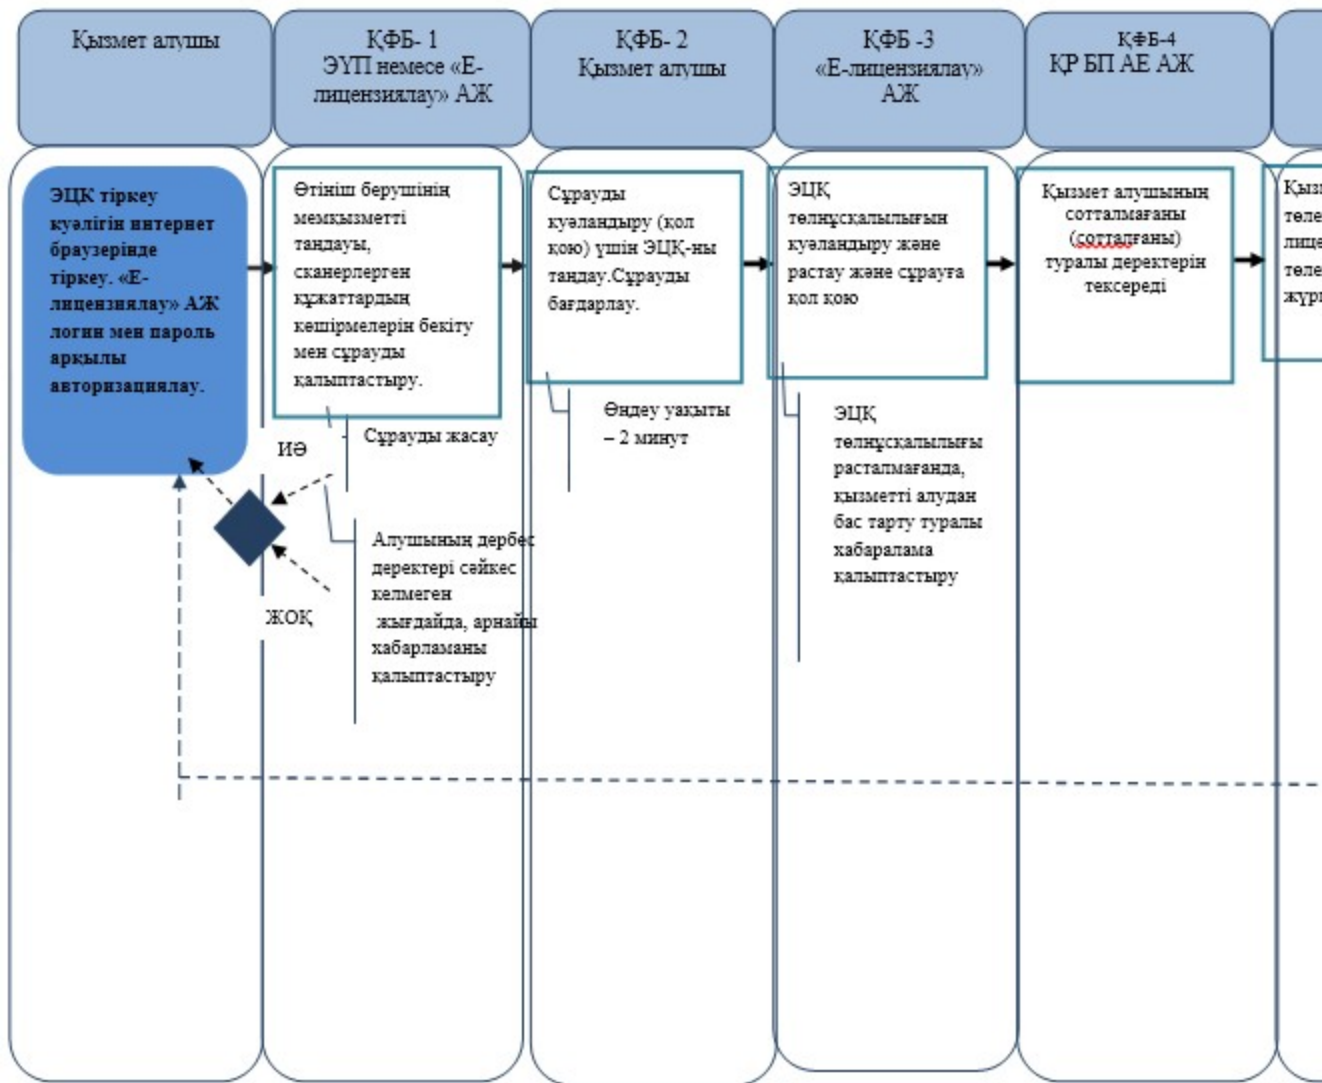 Қызмет алушы
ҚФБ- 1
ЭҮП немесе «Е-
лицензиялау» АЖ
ҚФБ- 2
Қызмет алушы
ҚФБ -3
«Е-лицензиялау»
АЖ
ҚФБ-4
ҚР БП АЕ АЖ
ЭЦК тіркеу
куәлігін интернет
браузерінде
тіркеу. «Е-
лицензиялау» АЖ
логин мен пароль
арқылы
авторизациялау.
Өтініш берушінің
мемқызметті
таңдауы,
сканерлерген
құжаттардың
көшірмелерін бекіту
мен сұрауды
қалыптастыру.
Сұрауды
куәландыру (қол
қою) үшін ЭЦҚ-ны
таңдау.Сұрауды
бағдарлау.
ЭЦҚ
төлнұсқалылығын
куәландыру және
растау және сұрауға
қол қою
Қызмет алушының
сотталмағаны
(сотталғаны)
туралы деректерін
тексереді
ИӘ
Сұрауды жасау
Алушының дербес
деректері сәйкес
келмеген
жығдайда, арнайы
хабарламаны
қалыптастыру
ЖОҚ
Өңдеу уақыты
– 2 минут
ЭЦҚ
төлнұсқалылығы
расталмағанда,
қызметті алудан
бас тарту туралы
хабаралама
қалыптастыру